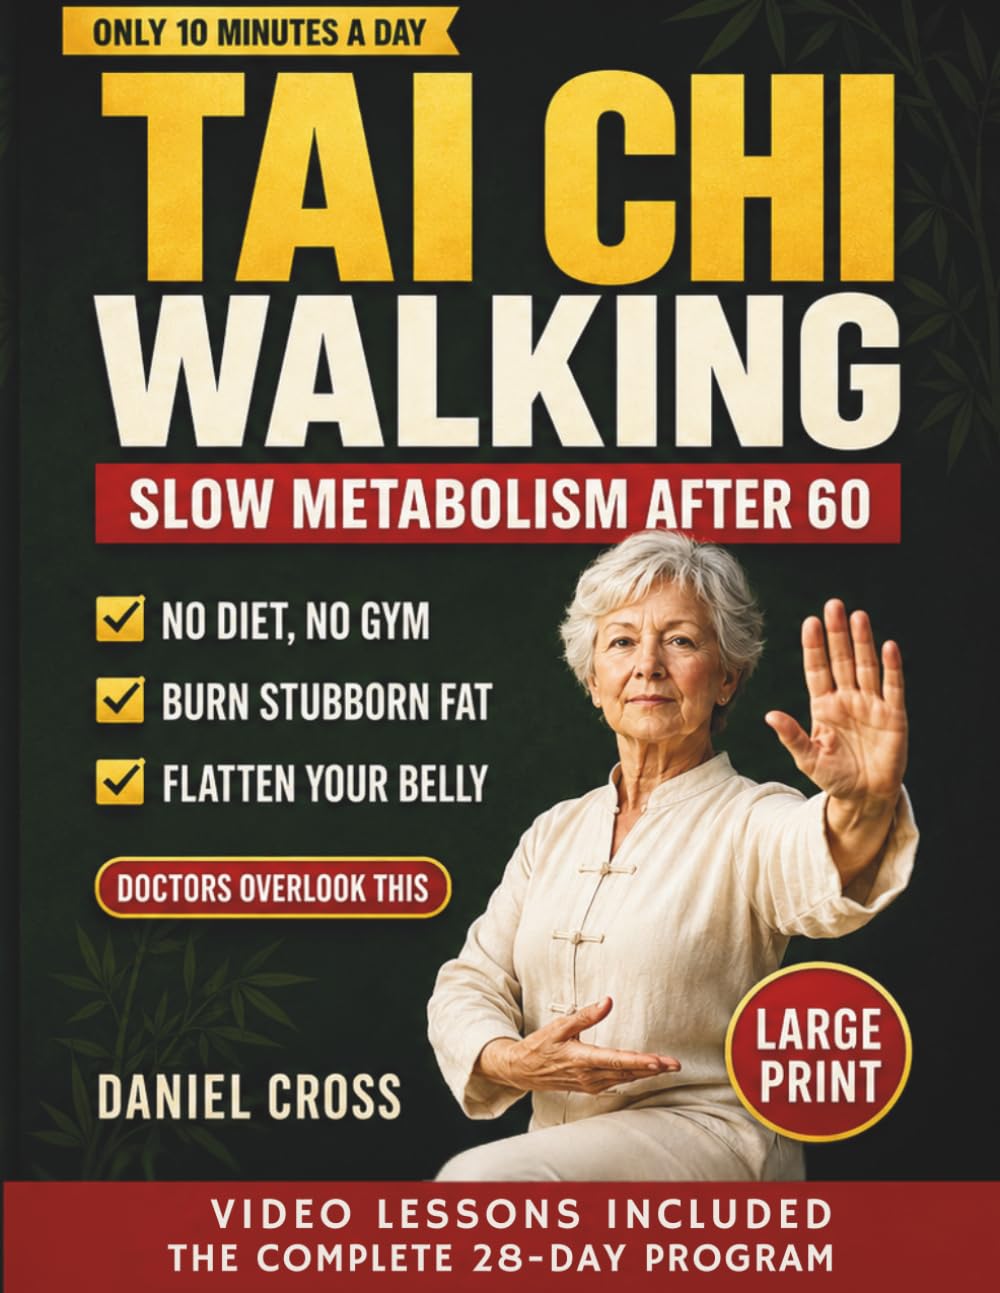 ONLY 10 MINUTES A DAY
TAI CHI
WALKING
SLOW METABOLISM AFTER 60
NO DIET, NO GYM
BURN STUBBORN FAT
FLATTEN YOUR BELLY
DOCTORS OVERLOOK THIS
LARGE
PRINT
DANIEL CROSS
VIDEO LESSONS INCLUDED
THE COMPLETE 28-DAY PROGRAM